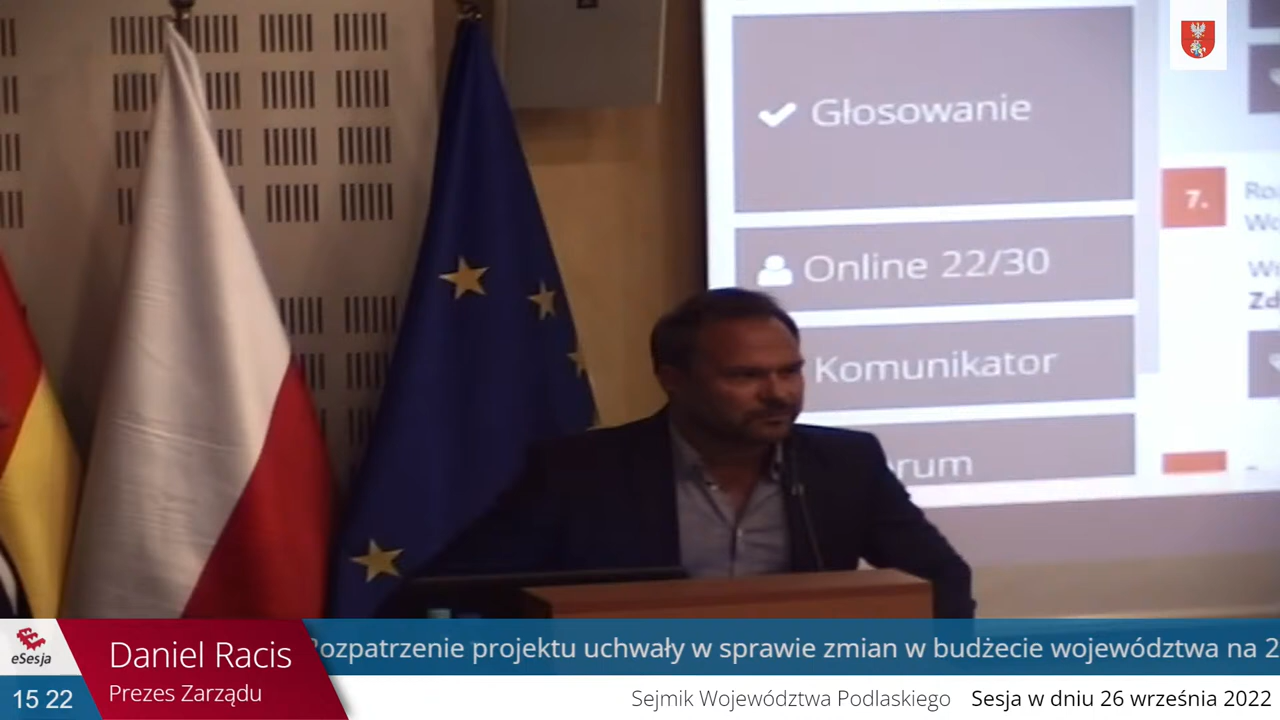 Głosowanie
Online 22/30
Komunikator
7.
eSesja
Daniel Racis
Prezes Zarządu
15 22
Rozpatrzenie projektu uchwały w sprawie zmian w budżecie województwa na 2
Sejmik Województwa Podlaskiego Sesja w dniu 26 września 2022